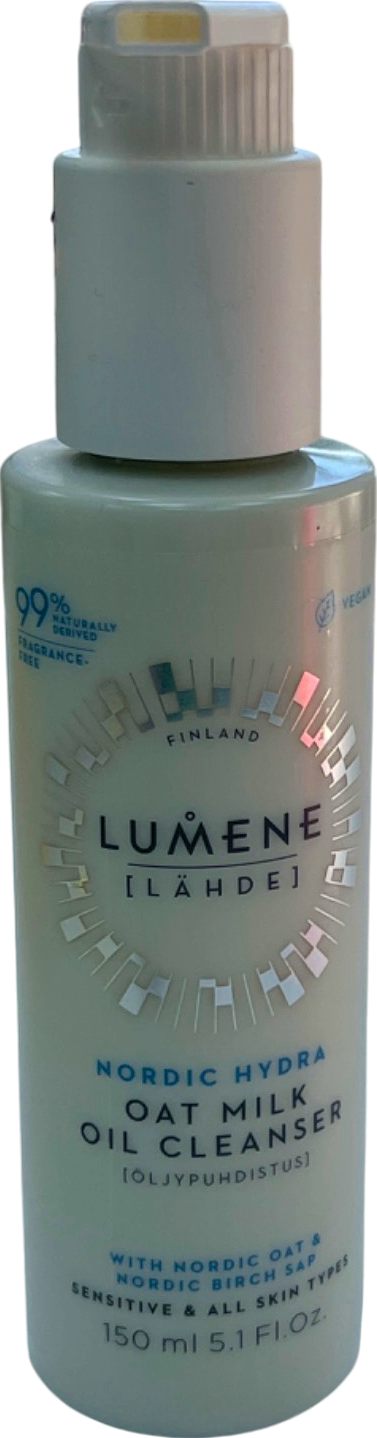 99%
NATURALLY
DERIVED
FRAGRANCE-
FREE
VEGAN
FINLAND
LUMENE
[LÄHDE]
NORDIC HYDRA
OAT MILK
OIL CLEANSER
[ÖLJYPUHDISTUS]
WITH NORDIC OAT &
NORDIC BIRCH SAP
SENSITIVE & ALL SKIN TYPES
150 ml 5.1 Fl.Oz.